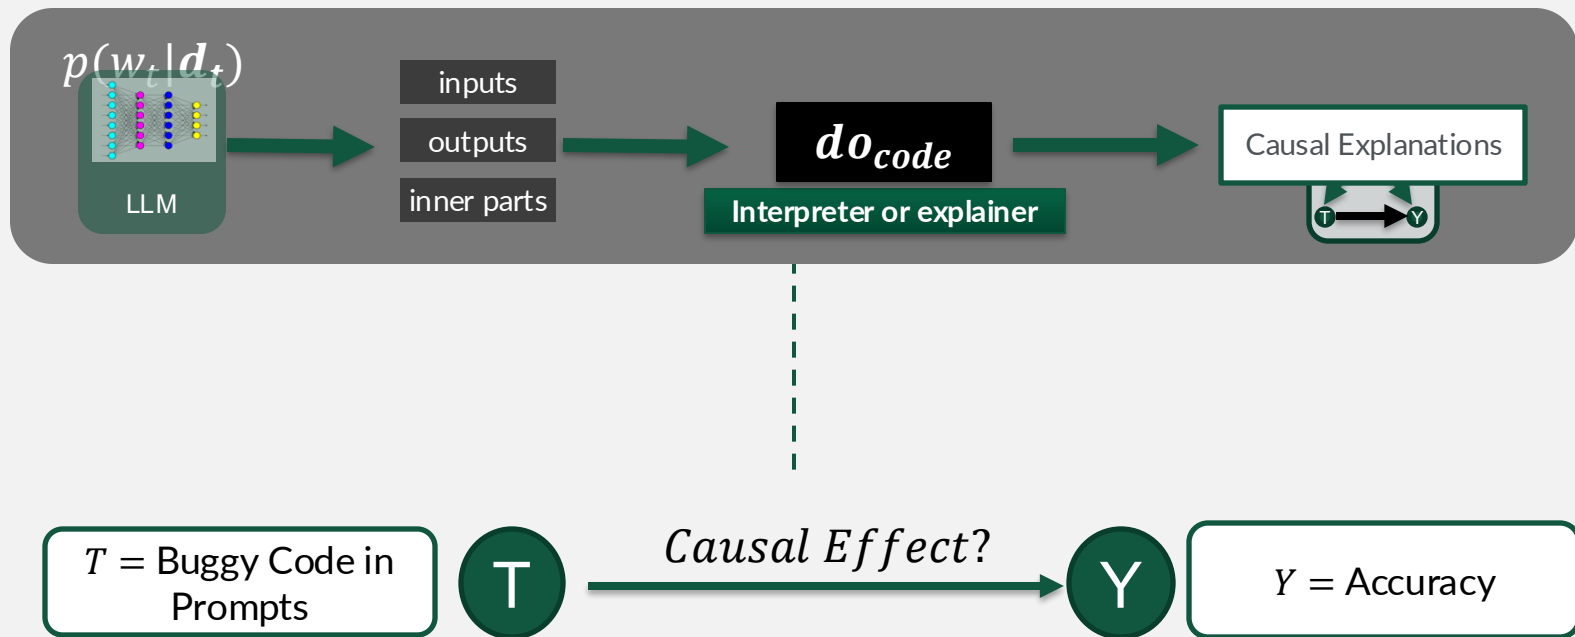 p(w_t|d_t)
LLM
inputs
outputs
inner parts
do_code
Interpreter or explainer
Causal Explanations
T
Y
T = Buggy Code in
Prompts
T
Causal Effect?
Y
Y = Accuracy